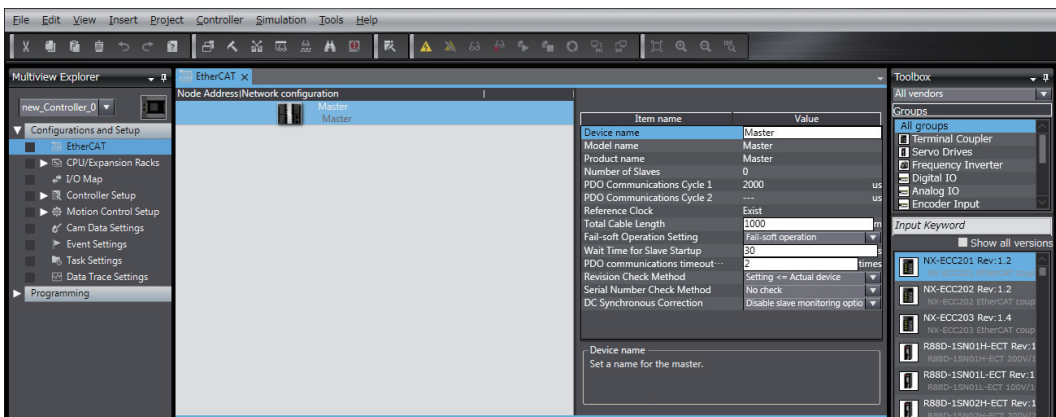 File Edit View Insert Project Controller Simulation Tools Help
Multiview Explorer
new_Controller_0
Configurations and Setup
EtherCAT
CPU/Expansion Racks
I/O Map
Controller Setup
Motion Control Setup
Cam Data Settings
Event Settings
Task Settings
Data Trace Settings
Programming
EtherCAT
Node Address|Network configuration
Master
Master
Item name Value
Device name Master
Model name Master
Product name Master
Number of Slaves 0
PDO Communications Cycle 1 2000 us
PDO Communications Cycle 2 --- us
Reference Clock Exist
Total Cable Length 1000 m
Fail-soft Operation Setting Fail-soft operation
Wait Time for Slave Startup 30 s
PDO communications timeout··· 2 times
Revision Check Method Setting <= Actual device
Serial Number Check Method No check
DC Synchronous Correction Disable slave monitoring optio
Device name
Set a name for the master.
Toolbox
All vendors
Groups
All groups
Terminal Coupler
Servo Drives
Frequency Inverter
Digital IO
Analog IO
Encoder Input
Input Keyword
Show all versions
NX-ECC201 Rev:1.2
NX-ECC201 EtherCAT coup
NX-ECC202 Rev:1.2
NX-ECC202 EtherCAT coup
NX-ECC203 Rev:1.4
NX-ECC203 EtherCAT coup
R88D-1SN01H-ECT Rev:1
R88D-1SN01H-ECT 200V/1
R88D-1SN01L-ECT Rev:1
R88D-1SN01L-ECT 100V/1
R88D-1SN02H-ECT Rev:1
R88D-1SN02H-ECT 200V/2